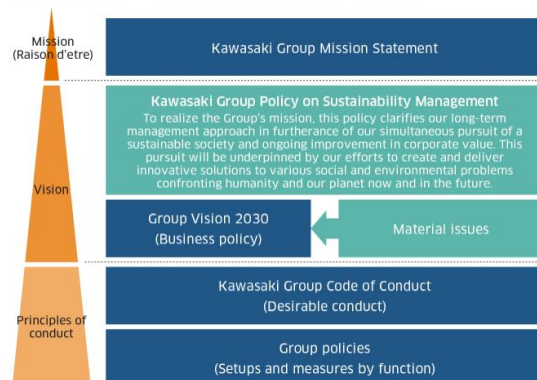 Mission
(Raison d'etre)
Kawasaki Group Mission Statement
Vision
Kawasaki Group Policy on Sustainability Management
To realize the Group's mission, this policy clarifies our long-term
management approach in furtherance of our simultaneous pursuit of a
sustainable society and ongoing improvement in corporate value. This
pursuit will be underpinned by our efforts to create and deliver
innovative solutions to various social and environmental problems
confronting humanity and our planet now and in the future.
Group Vision 2030
(Business policy)
Material issues
Principles of
conduct
Kawasaki Group Code of Conduct
(Desirable conduct)
Group policies
(Setups and measures by function)